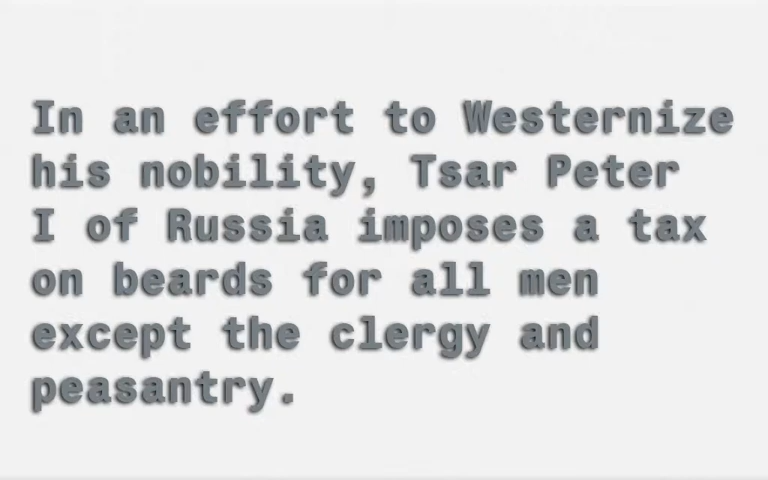 In an effort to Westernize
his nobility, Tsar Peter
I of Russia imposes a tax
on beards for all men
except the clergy and
peasantry.